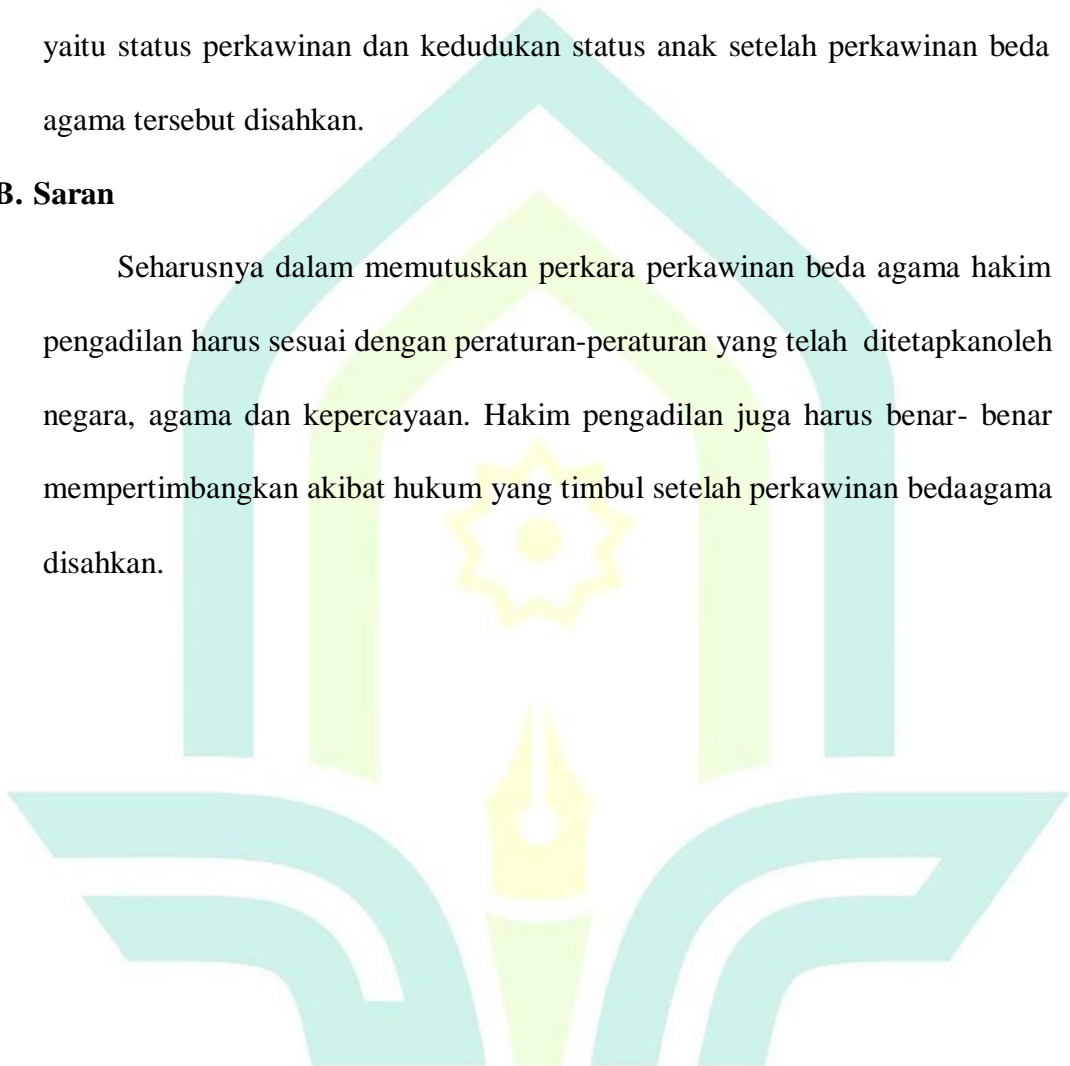 yaitu status perkawinan dan kedudukan status anak setelah perkawinan beda
agama tersebut disahkan.
B. Saran
Seharusnya dalam memutuskan perkara perkawinan beda agama hakim
pengadilan harus sesuai dengan peraturan-peraturan yang telah ditetapkanoleh
negara, agama dan kepercayaan. Hakim pengadilan juga harus benar- benar
mempertimbangkan akibat hukum yang timbul setelah perkawinan bedaagama
disahkan.